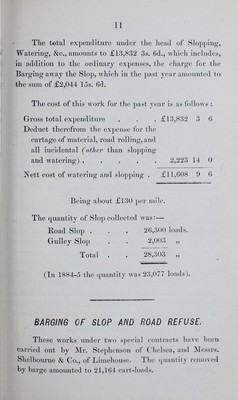 11
The total expenditure under the head of Slopping,
Watering, &c., amounts to £13,832 3s. 6d., which includes,
in addition to the ordinary expenses, the charge for the
Barging away the Slop, which in the past year amounted to
the sum of £2,044 15s. 6d.
The cost of this work for the past year is as follows :
Gross total expenditure . . . £13,832 3 6
Deduct therefrom the expense for the
cartage of material, road rolling, and
all incidental (other than slopping
and watering) . . . . . 2,223 14 0
Nett cost of watering and slopping . £11,608 9 6
Being about £130 per mile.
The quantity of Slop collected was:—
Road Slop . . . 26,300 loads.
Gulley Slop . . 2,003 „
Total . . 28,303 „
(In 1884-5 the quantity was 23,077 loads).
BARGING OF SLOP AND ROAD REFUSE.
These works under two special contracts have been
carried out by Mr. Stephenson of Chelsea, and Messrs.
Shelbourne & Co., of Limehouse. The quantity removed
by barge amounted to 21,164 cart-loads.